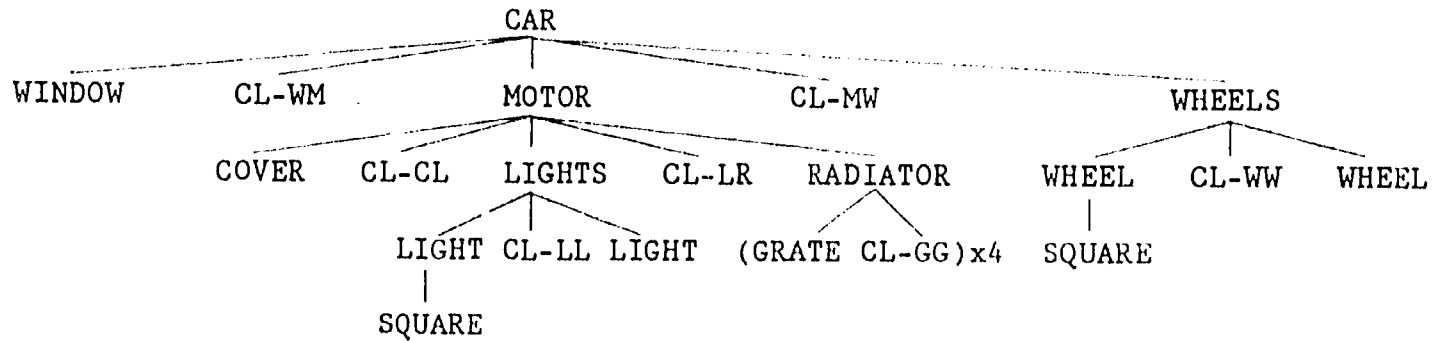 CAR
WINDOW CL-WM MOTOR CL-MW WHEELS
COVER CL-CL LIGHTS CL-LR RADIATOR WHEEL CL-WW WHEEL
LIGHT CL-LL LIGHT (GRATE CL-GG)x4 SQUARE
SQUARE